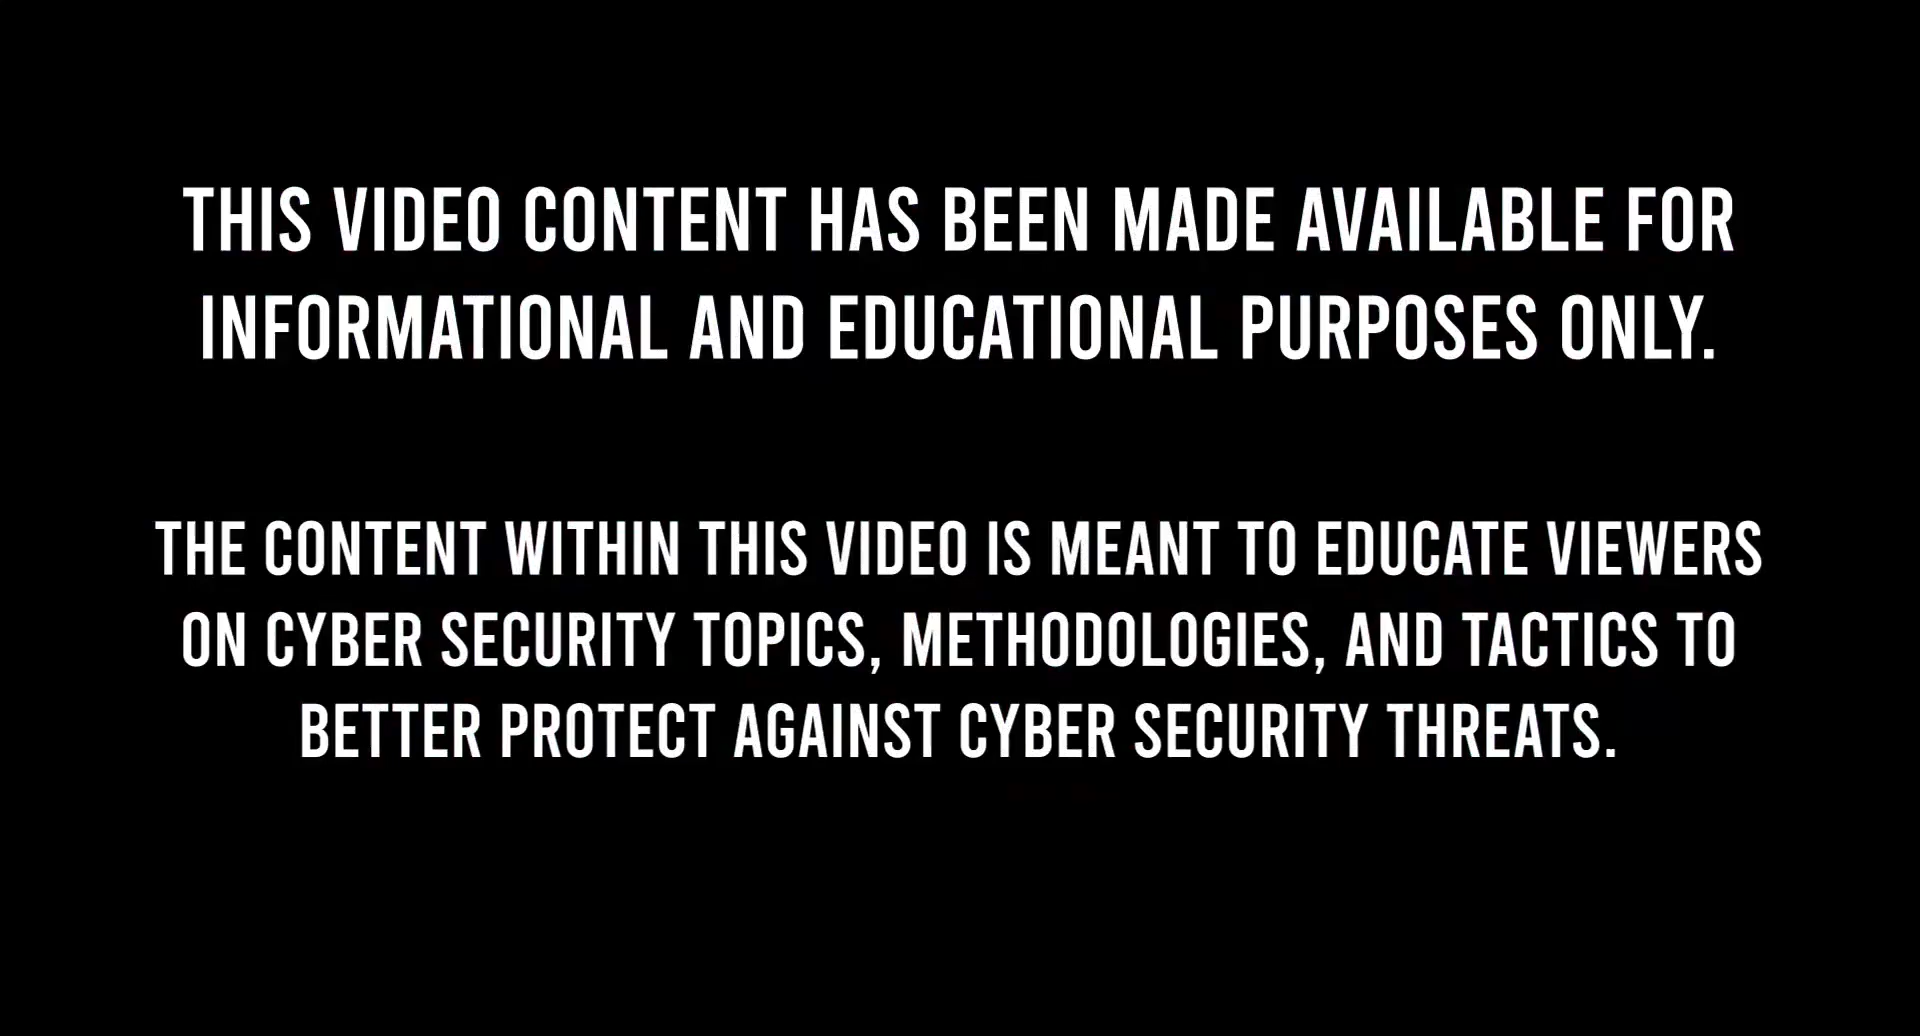 THIS VIDEO CONTENT HAS BEEN MADE AVAILABLE FOR
INFORMATIONAL AND EDUCATIONAL PURPOSES ONLY.
THE CONTENT WITHIN THIS VIDEO IS MEANT TO EDUCATE VIEWERS
ON CYBER SECURITY TOPICS, METHODOLOGIES, AND TACTICS TO
BETTER PROTECT AGAINST CYBER SECURITY THREATS.